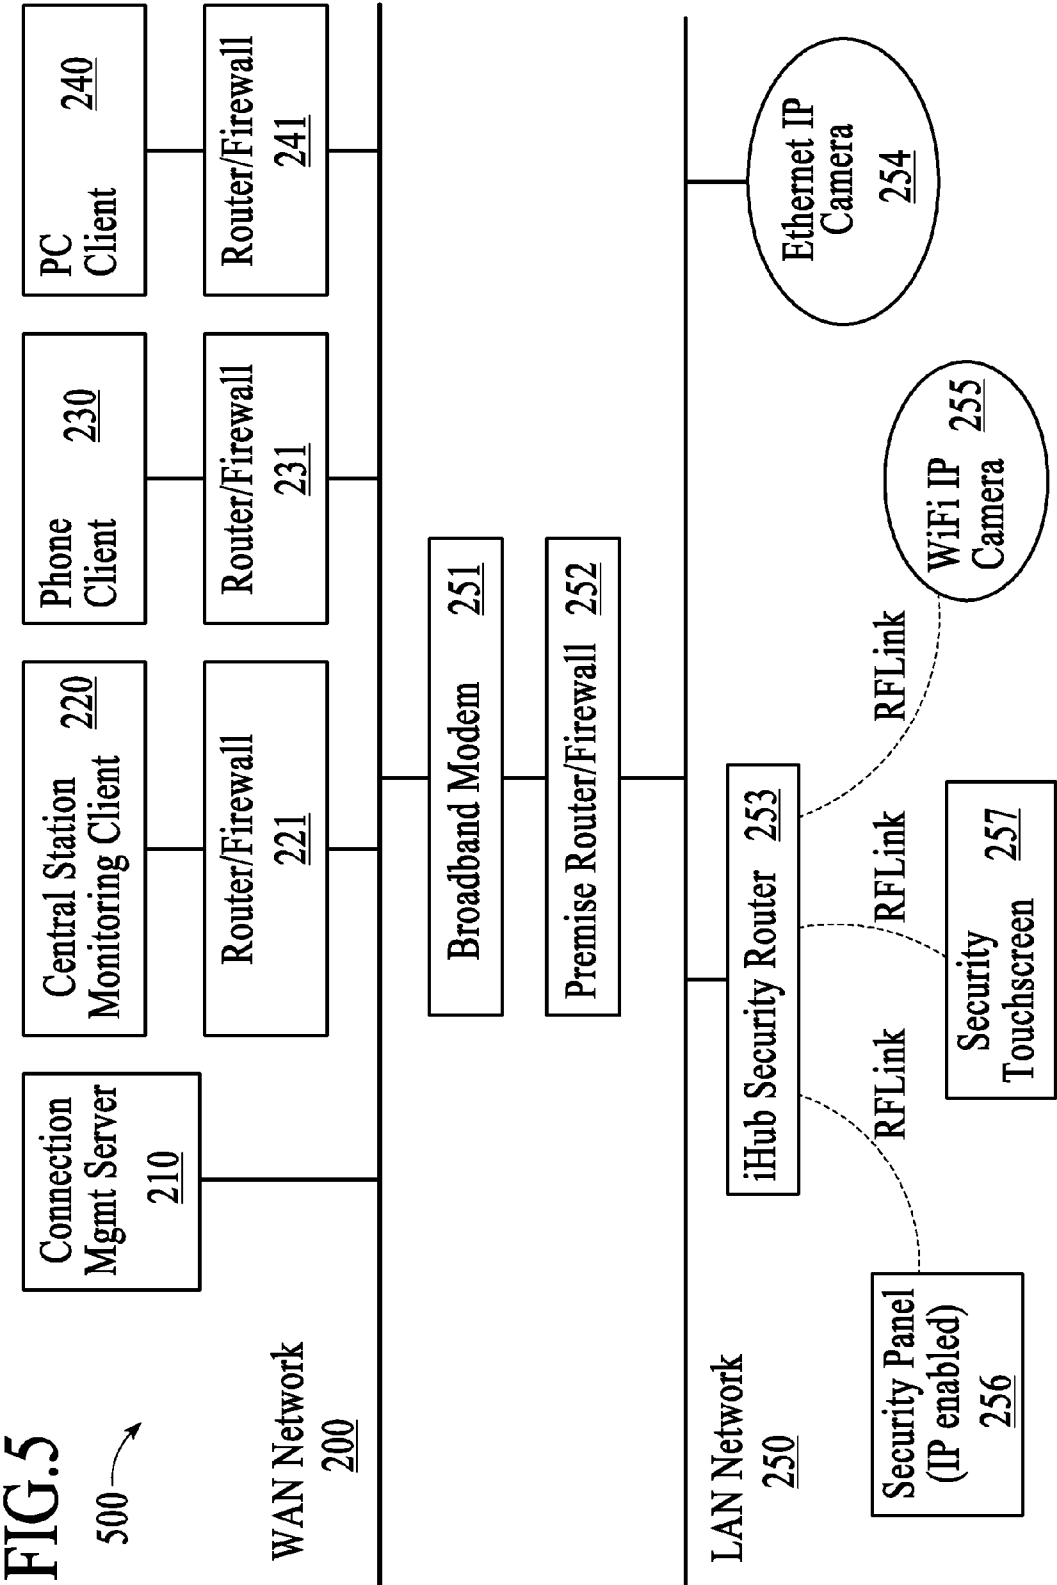 FIG.5
500
Connection
Mgmt Server
210
Central Station
Monitoring Client
220
Phone
Client
230
PC
Client
240
Router/Firewall
221
Router/Firewall
231
Router/Firewall
241
WAN Network
200
Broadband Modem 251
Premise Router/Firewall 252
LAN Network
250
iHub Security Router 253
Ethernet IP
Camera
254
RFLink
RFLink
RFLink
Security Panel
(IP enabled)
256
Security
Touchscreen
257
WiFi IP
Camera
255